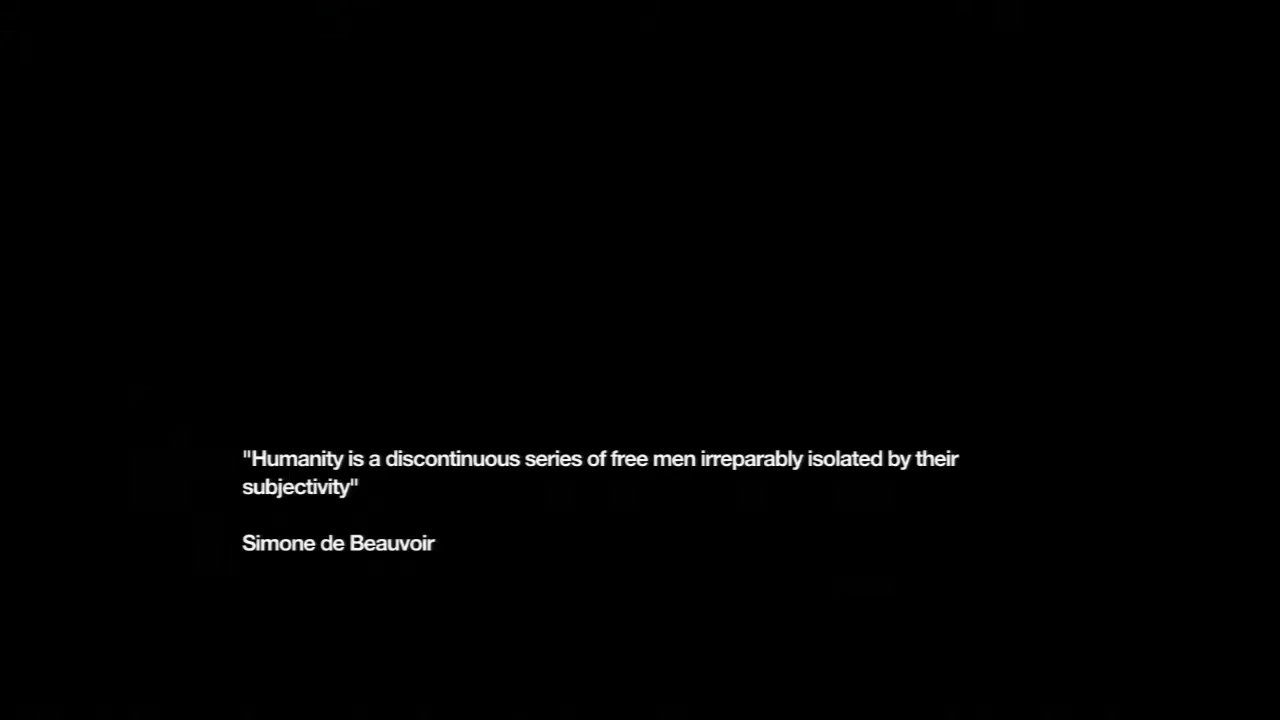 "Humanity is a discontinuous series of free men irreparably isolated by their
subjectivity"
Simone de Beauvoir